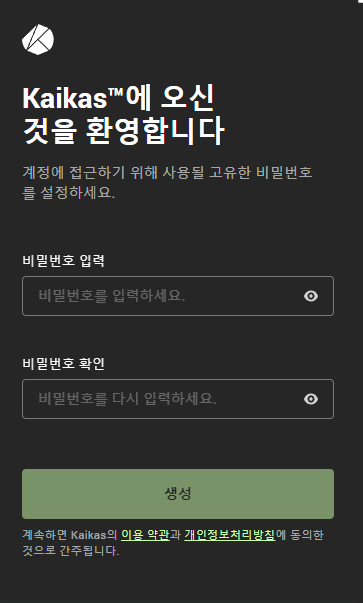 Kaikas™에 오신
것을 환영합니다
계정에 접근하기 위해 사용될 고유한 비밀번호
를 설정하세요.
비밀번호 입력
비밀번호를 입력하세요.
비밀번호 확인
비밀번호를 다시 입력하세요.
생성
계속하면 Kaikas의 이용 약관과 개인정보처리방침에 동의한
것으로 간주됩니다.